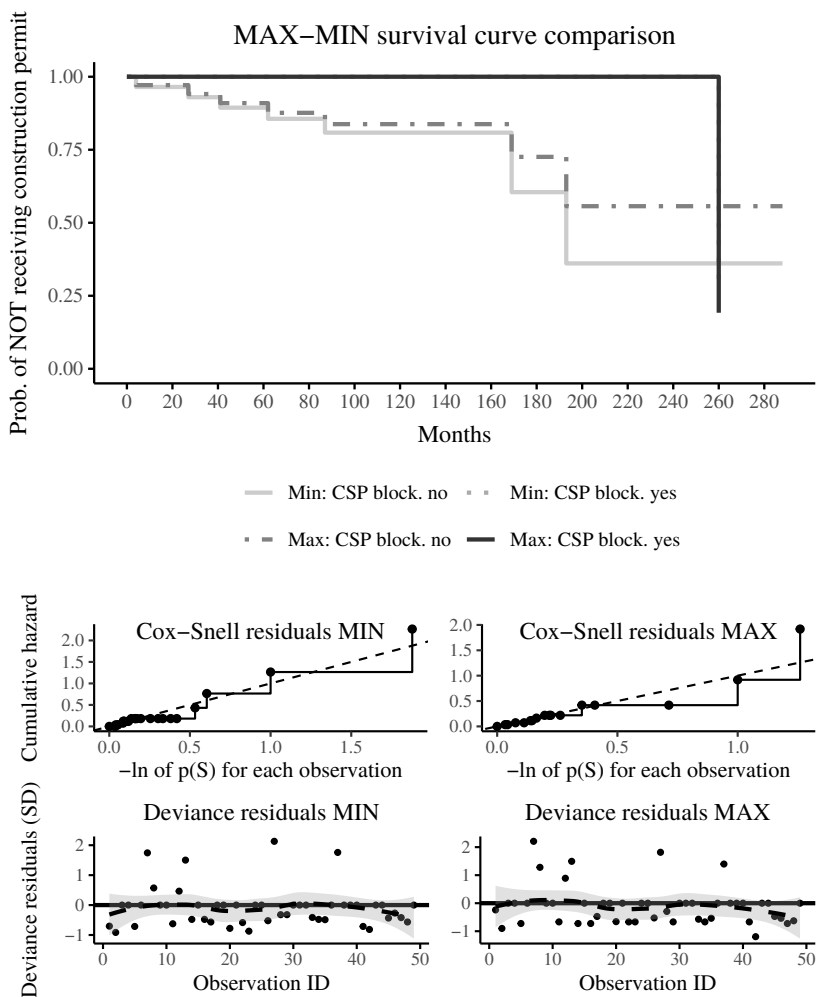 MAX−MIN survival curve comparison
Prob. of NOT receiving construction permit
1.00
0.75
0.50
0.25
0.00
0 20 40 60 80 100 120 140 160 180 200 220 240 260 280
Months
Min: CSP block. no Min: CSP block. yes
Max: CSP block. no Max: CSP block. yes
Cox−Snell residuals MIN
Cumulative hazard
2.0
1.5
1.0
0.5
0.0
0.0 0.5 1.0 1.5
−ln of p(S) for each observation
Cox−Snell residuals MAX
2.0
1.5
1.0
0.5
0.0
0.0 0.5 1.0
−ln of p(S) for each observation
Deviance residuals MIN
Deviance residuals (SD)
2
1
0
−1
0 10 20 30 40 50
Observation ID
Deviance residuals MAX
2
1
0
−1
0 10 20 30 40 50
Observation ID